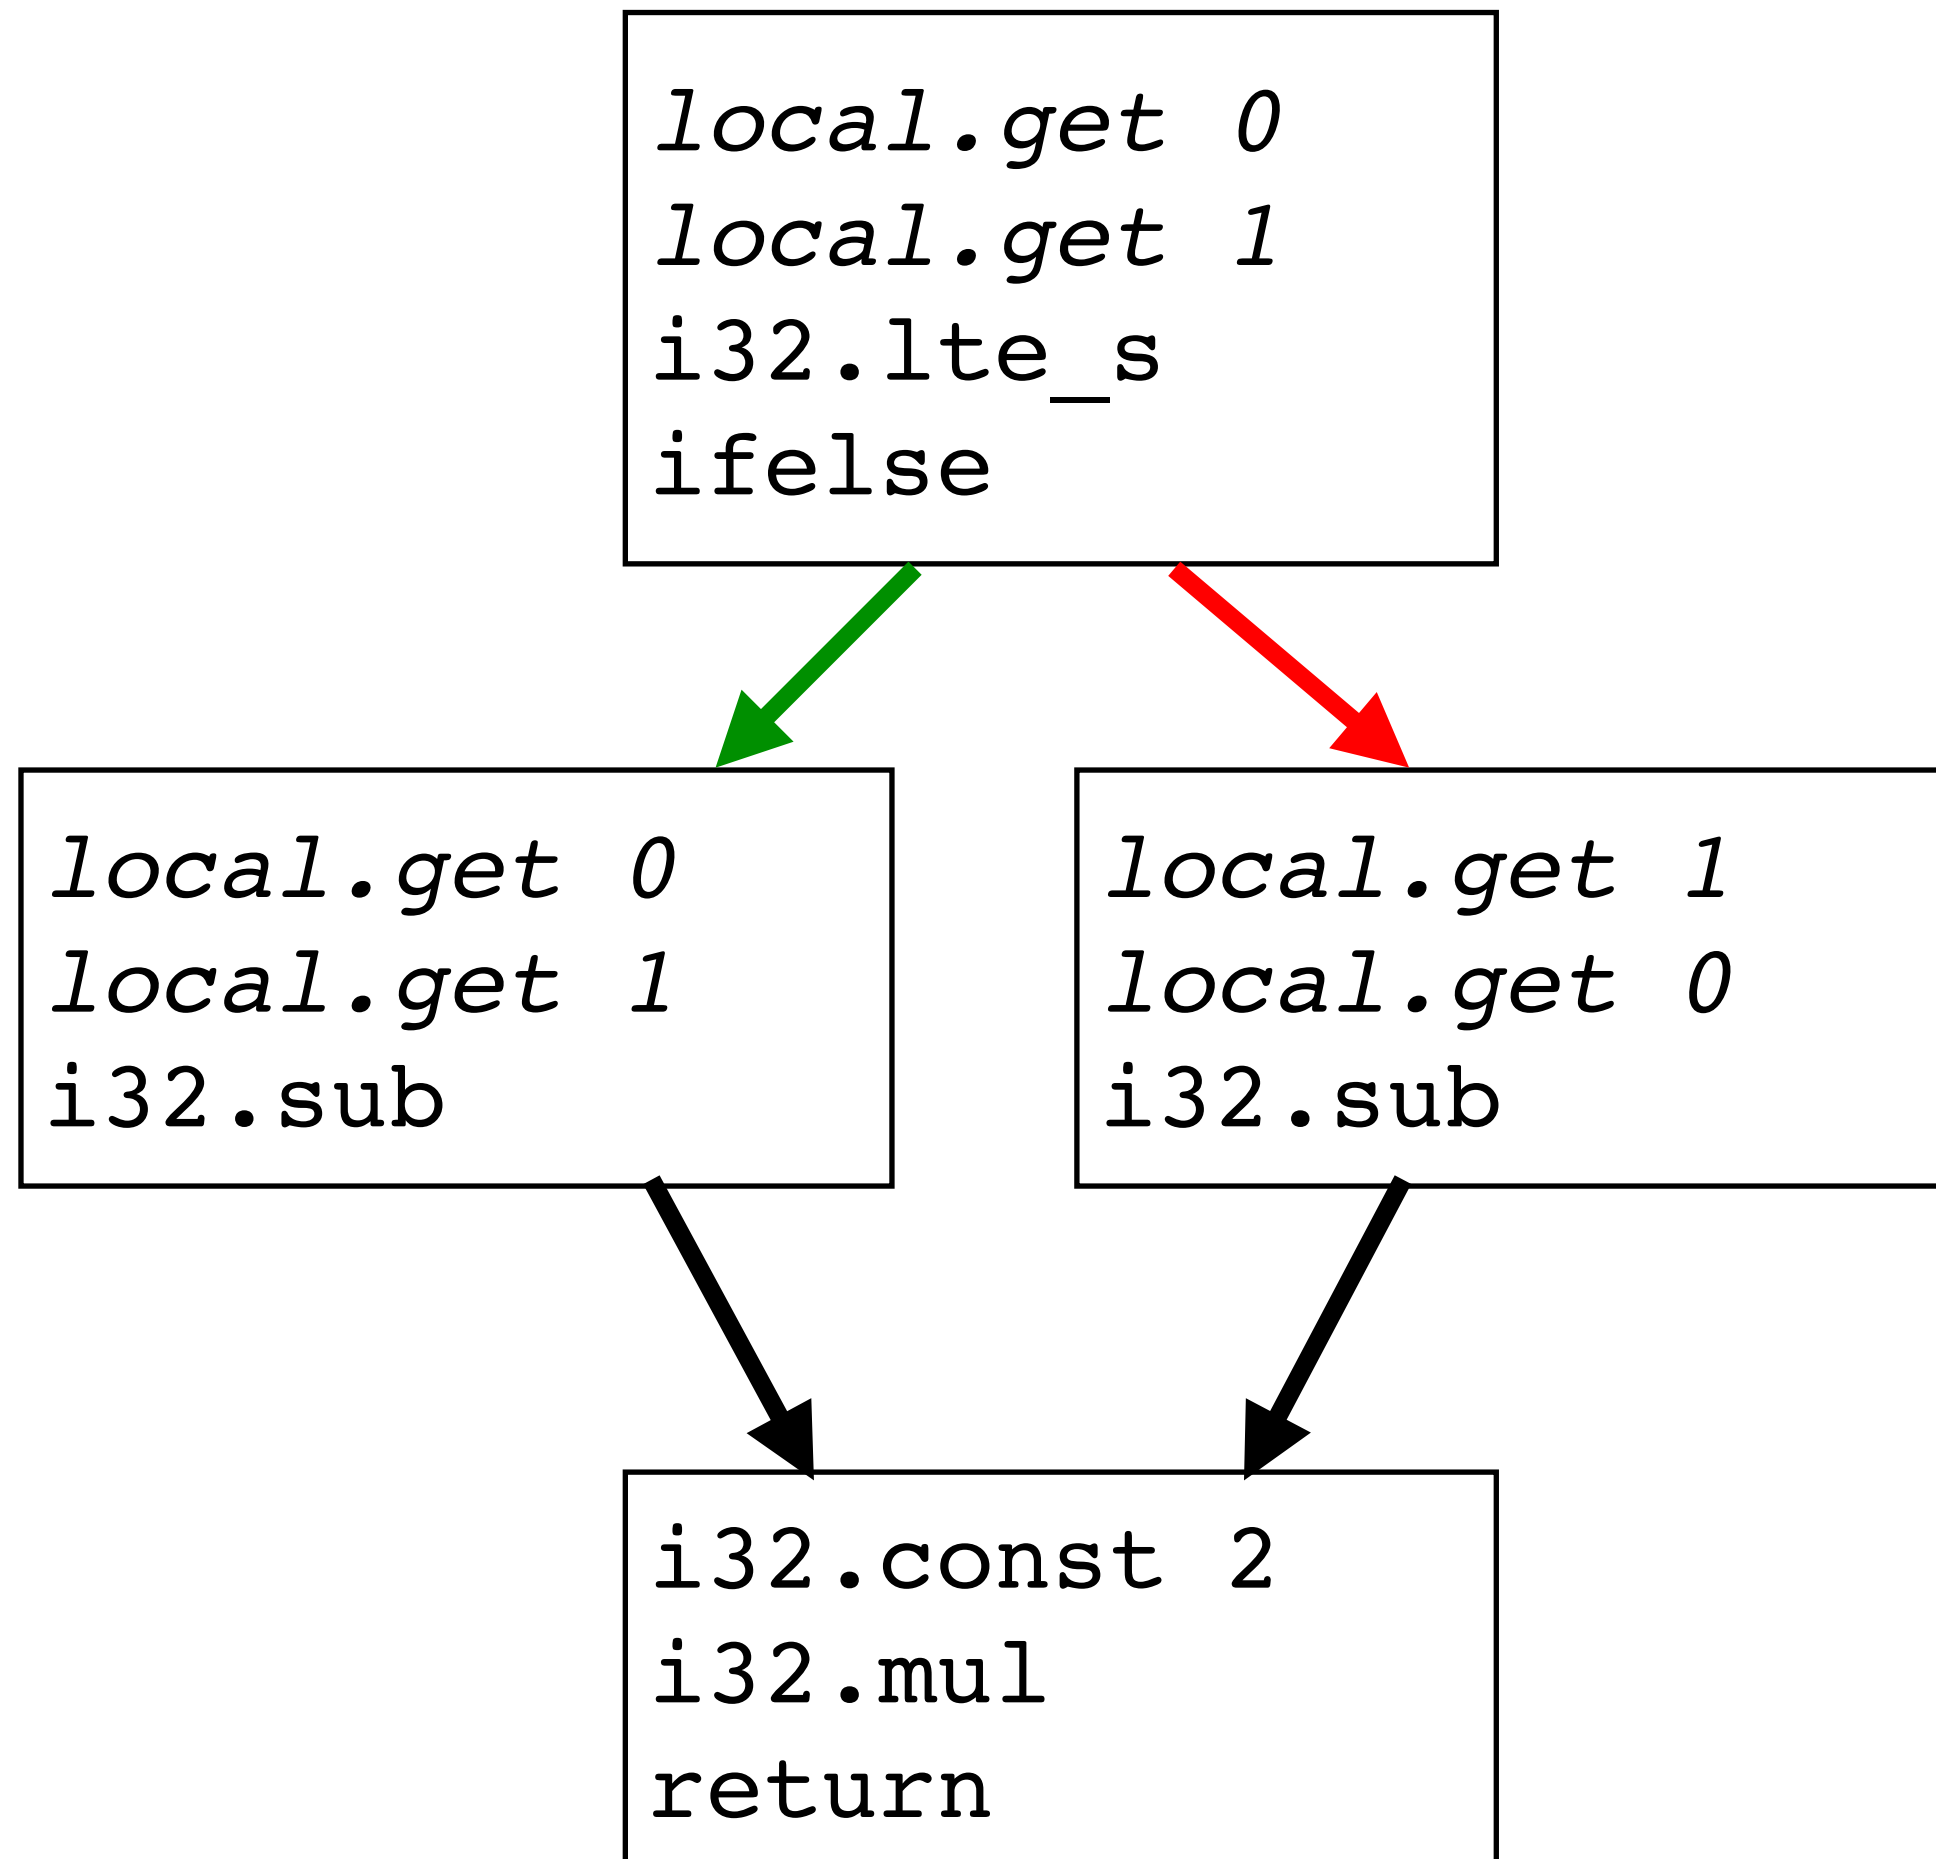 local.get 0
local.get 1
i32.lte_s
ifelse
local.get 0
local.get 1
i32.sub
local.get 1
local.get 0
i32.sub
i32.const 2
i32.mul
return